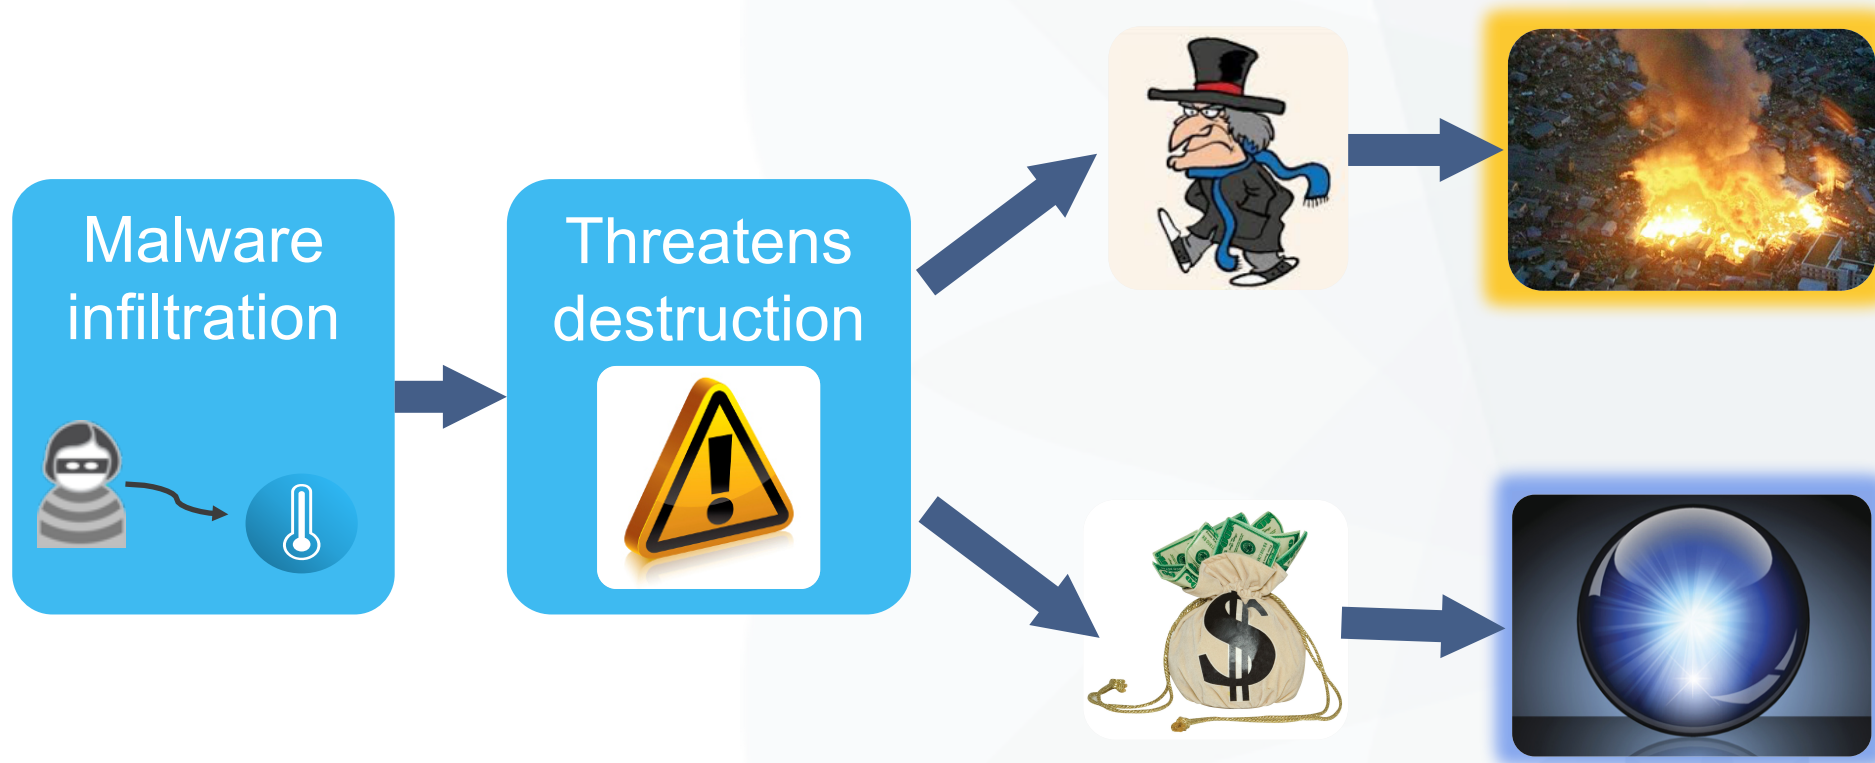 Malware
infiltration
Threatens
destruction
!
$